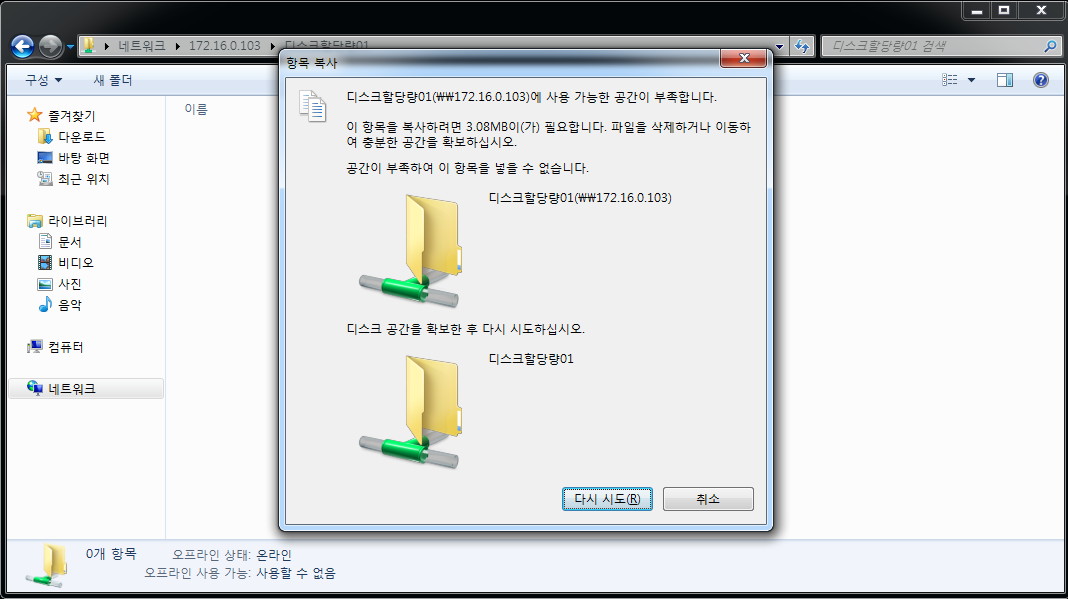 네트워크 ▸ 172.16.0.103 ▸ 디스크할당량01
디스크할당량01 검색
구성
새 폴더
즐겨찾기
다운로드
바탕 화면
최근 위치
라이브러리
문서
비디오
사진
음악
컴퓨터
네트워크
이름
항목 복사
디스크할당량01(₩₩172.16.0.103)에 사용 가능한 공간이 부족합니다.
이 항목을 복사하려면 3.08MB이(가) 필요합니다. 파일을 삭제하거나 이동하
여 충분한 공간을 확보하십시오.
공간이 부족하여 이 항목을 넣을 수 없습니다.
디스크할당량01(₩₩172.16.0.103)
디스크 공간을 확보한 후 다시 시도하십시오.
디스크할당량01
다시 시도(R)
취소
0개 항목
오프라인 상태: 온라인
오프라인 사용 가능: 사용할 수 없음